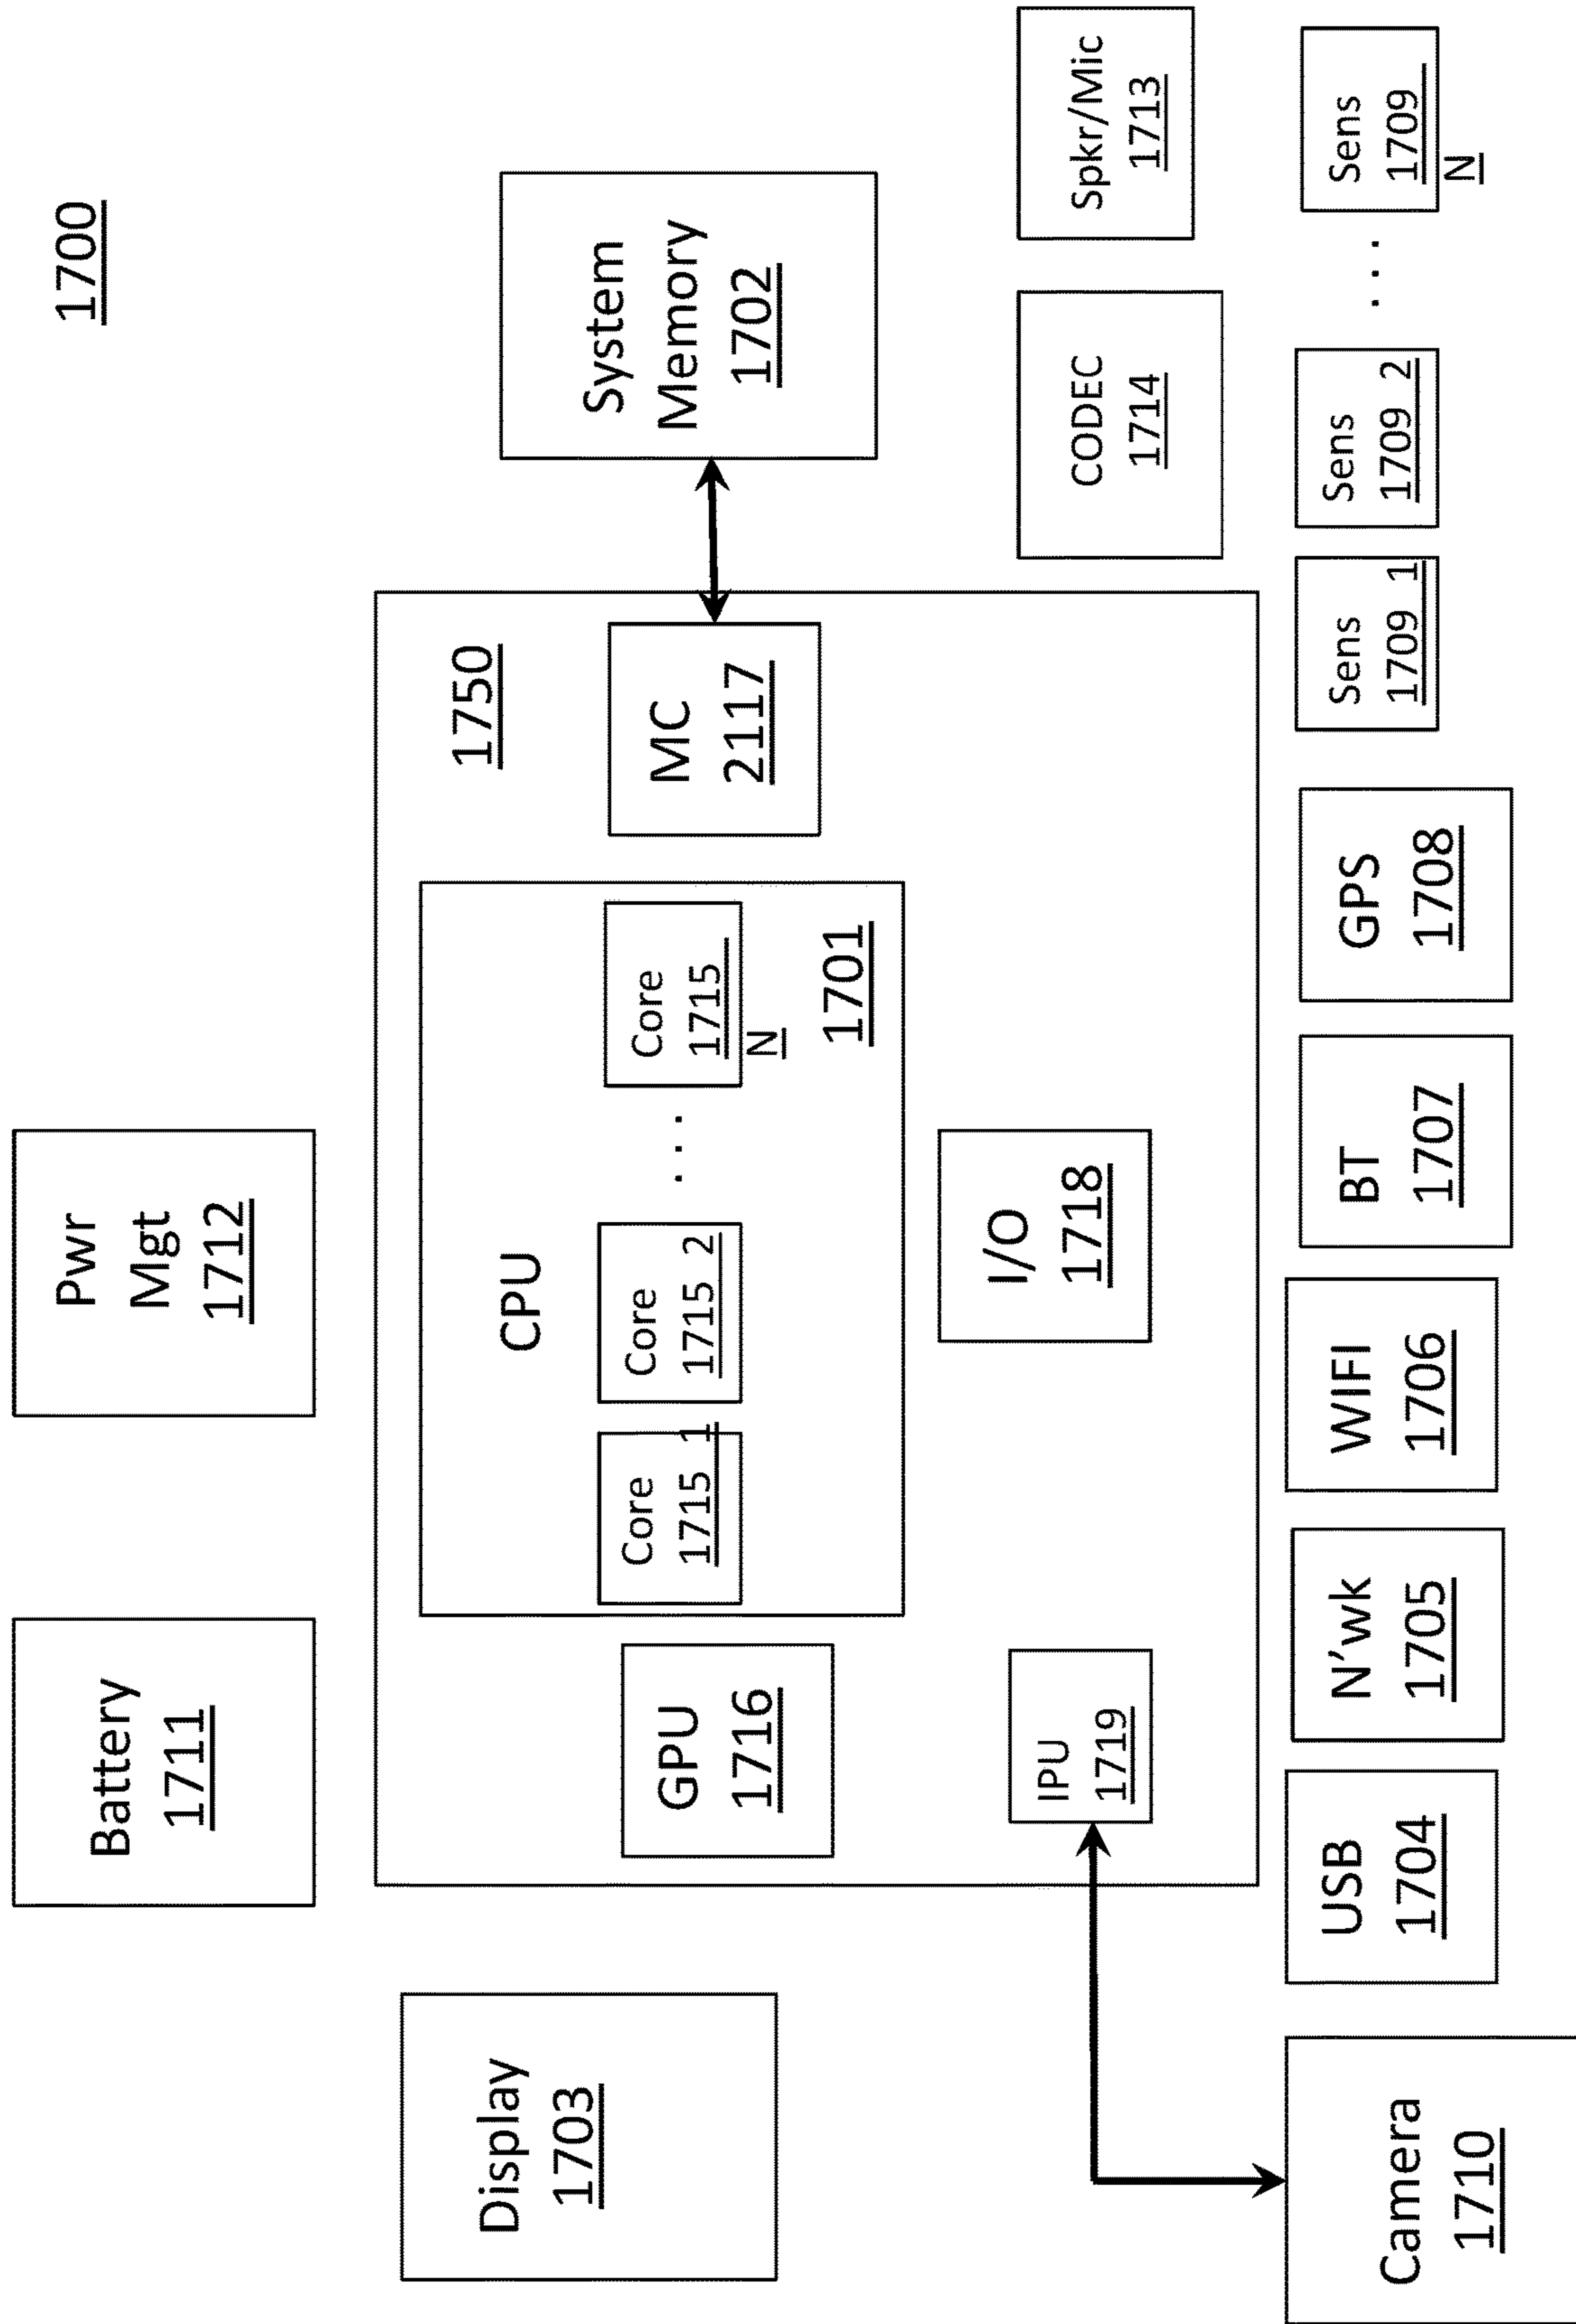 1700
Battery
1711
Pwr
Mgt
1712
Display
1703
1750
CPU
Core
1715_1
Core
1715_2
. . .
Core
1715_
N
1701
GPU
1716
MC
2117
System
Memory
1702
IPU
1719
I/O
1718
CODEC
1714
Spkr/Mic
1713
Camera
1710
USB
1704
N'wk
1705
WIFI
1706
BT
1707
GPS
1708
Sens
1709_1
Sens
1709_2
. . .
Sens
1709_
N